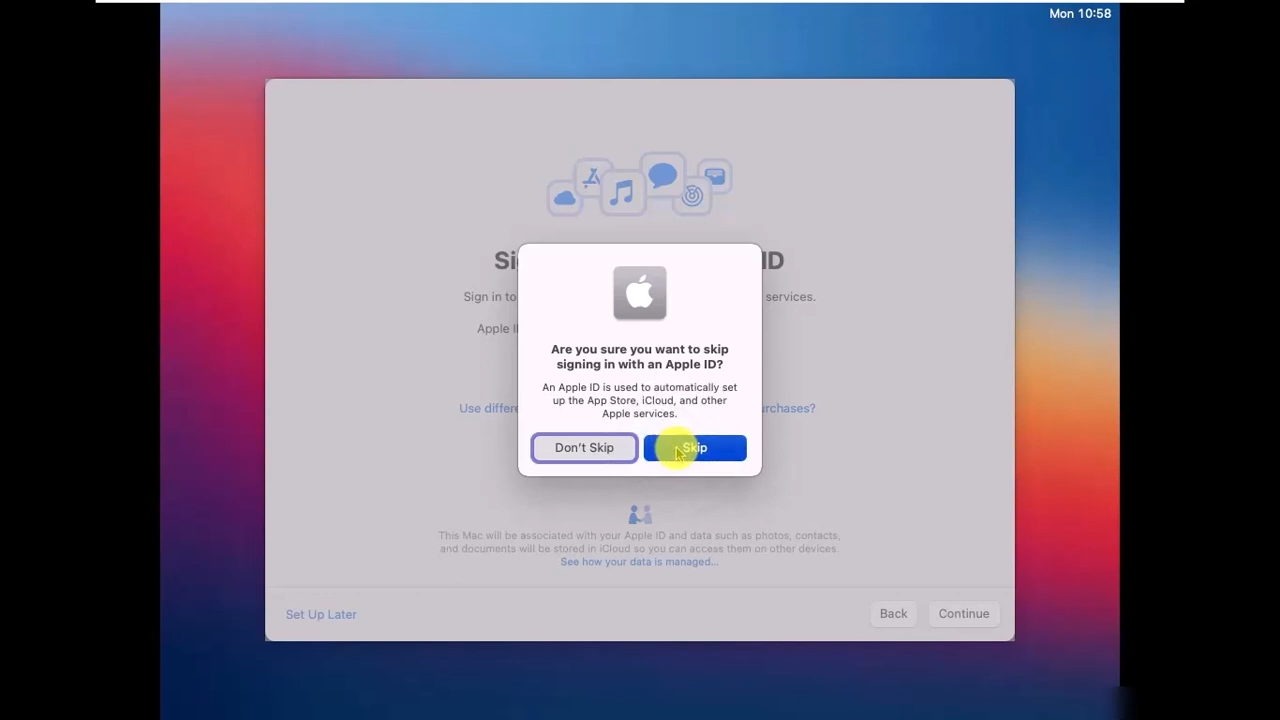 Mon 10:58
Si ID
Sign in to services.
Apple I
Are you sure you want to skip
signing in with an Apple ID?
An Apple ID is used to automatically set
up the App Store, iCloud, and other
Apple services.
Use differe urchases?
Don't Skip Skip
This Mac will be associated with your Apple ID and data such as photos, contacts,
and documents will be stored in iCloud so you can access them on other devices.
See how your data is managed...
Set Up Later Back Continue